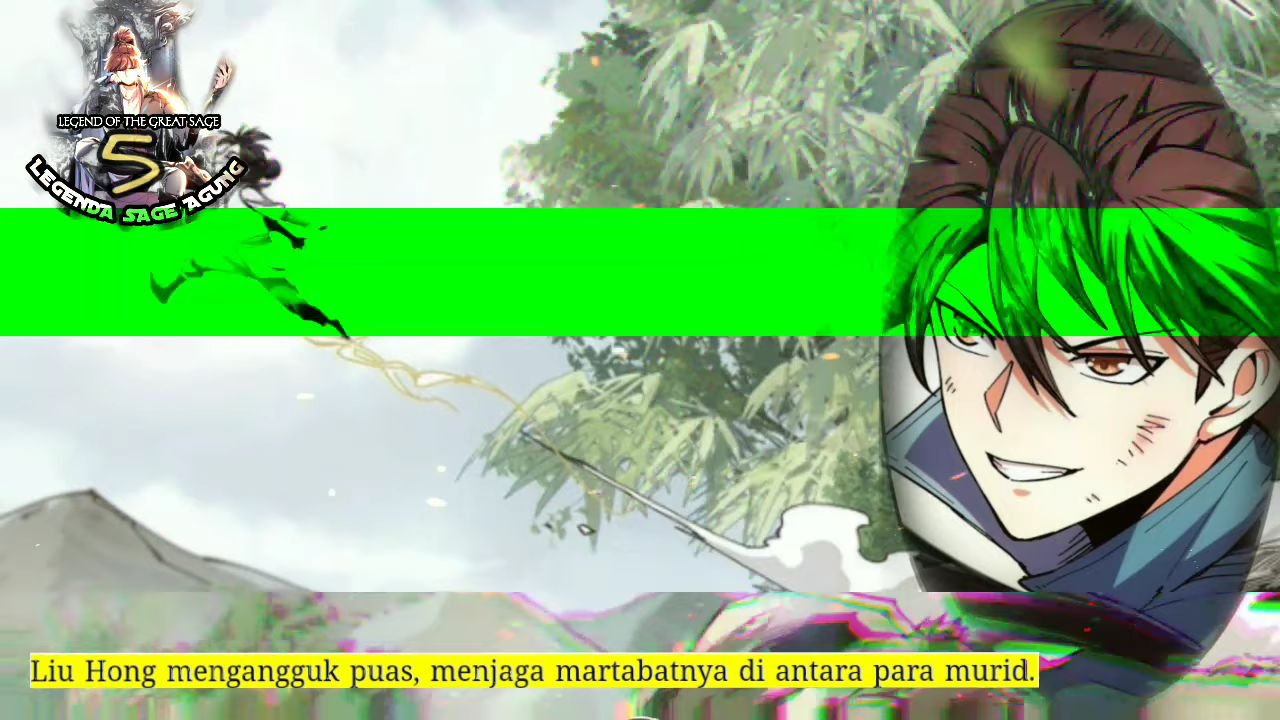 LEGEND OF THE GREAT SAGE
5
LEGENDA SAGE AGUNG
Liu Hong mengangguk puas, menjaga martabatnya di antara para murid.